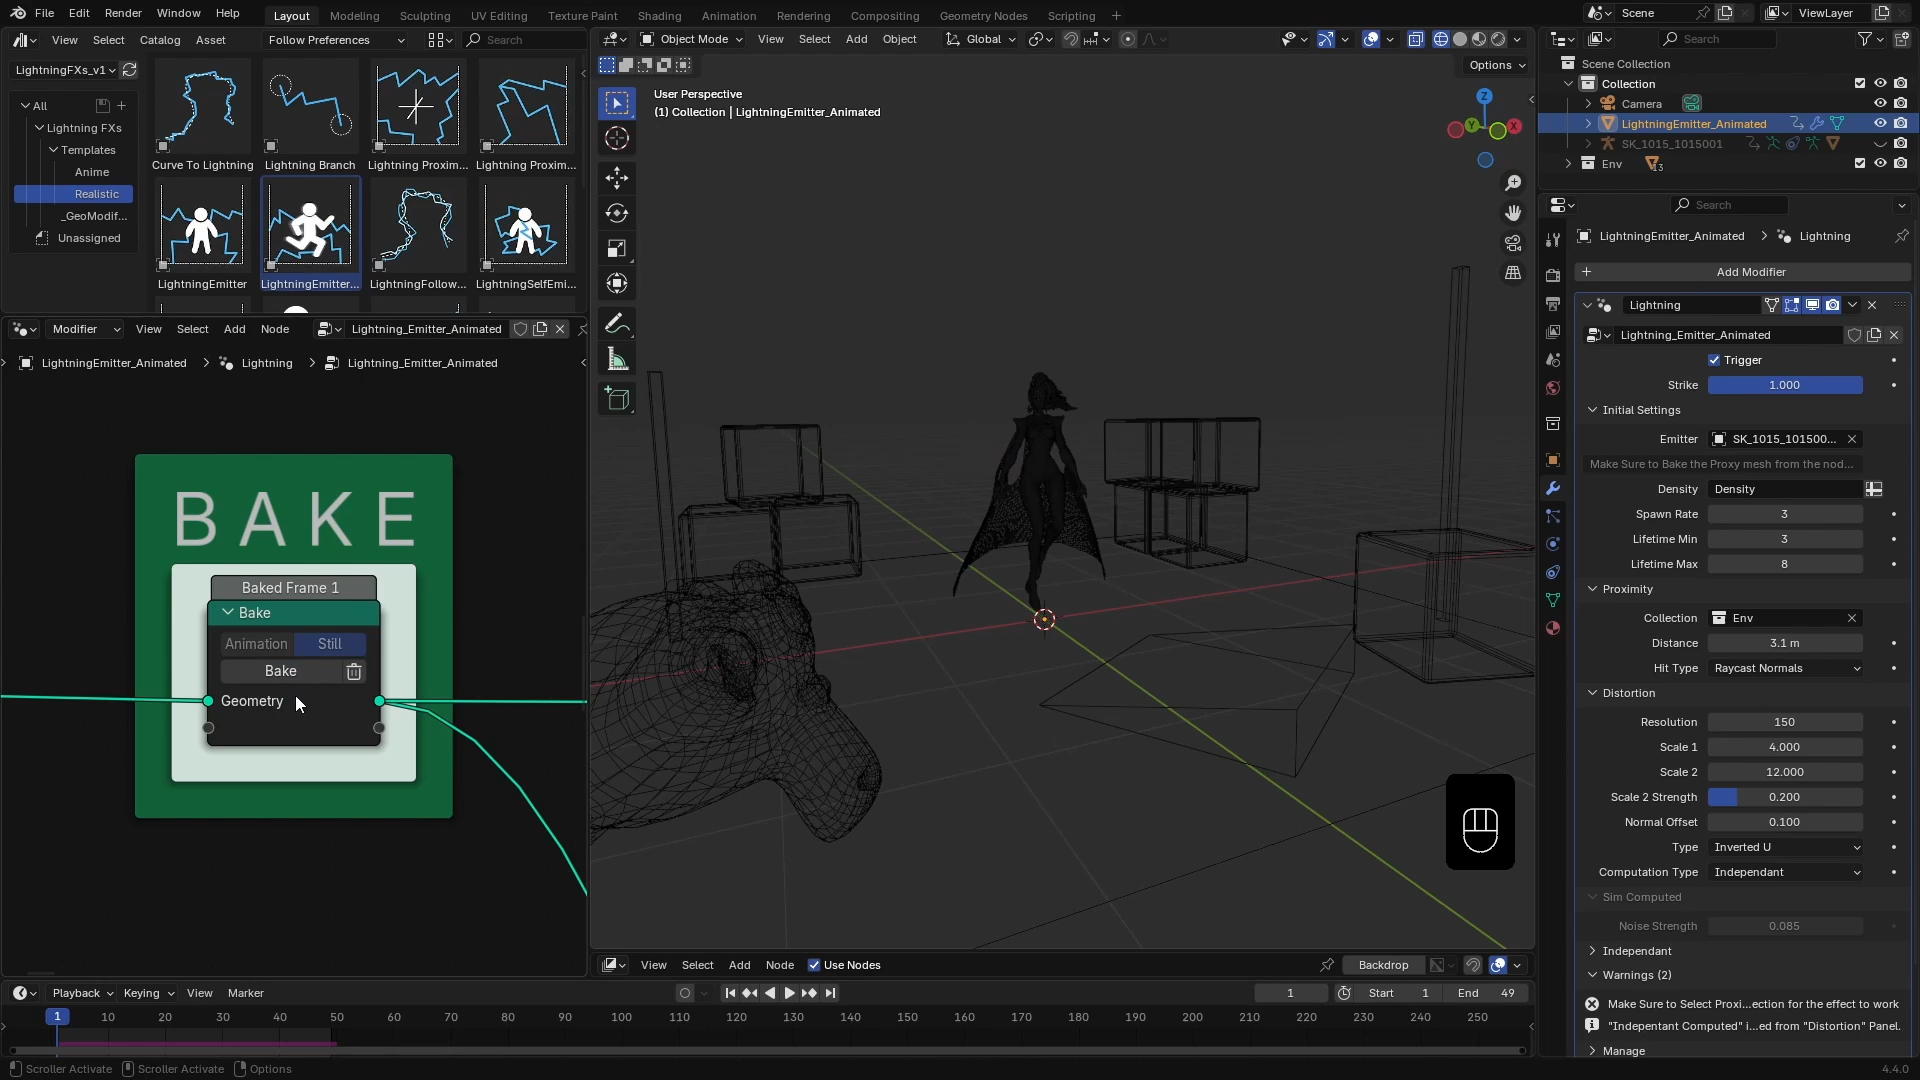 File Edit Render Window Help Layout Modeling Sculpting UV Editing Texture Paint Shading Animation Rendering Compositing Geometry Nodes Scripting + Scene ViewLayer
View Select Catalog Asset Follow Preferences Search
LightningFXs_v1
All
Lightning FXs
Templates
Anime
Realistic
_GeoModif...
Unassigned
Curve To Lightning Lightning Branch Lightning Proxim... Lightning Proxim...
LightningEmitter LightningEmitter... LightningFollow... LightningSelfEmi...
Modifier View Select Add Node Lightning_Emitter_Animated
LightningEmitter_Animated > Lightning > Lightning_Emitter_Animated
BAKE
Baked Frame 1
Bake
Animation Still
Bake
Geometry
Object Mode View Select Add Object Global
Options
User Perspective
(1) Collection | LightningEmitter_Animated
Z
Y
X
View Select Add Node Use Nodes Backdrop
Search
Scene Collection
Collection
Camera
LightningEmitter_Animated
SK_1015_1015001
Env 13
Search
LightningEmitter_Animated > Lightning
+ Add Modifier
Lightning
Lightning_Emitter_Animated
Trigger
Strike 1.000
Initial Settings
Emitter SK_1015_101500...
Make Sure to Bake the Proxy mesh from the nod...
Density Density
Spawn Rate 3
Lifetime Min 3
Lifetime Max 8
Proximity
Collection Env
Distance 3.1 m
Hit Type Raycast Normals
Distortion
Resolution 150
Scale 1 4.000
Scale 2 12.000
Scale 2 Strength 0.200
Normal Offset 0.100
Type Inverted U
Computation Type Independent
Sim Computed
Noise Strength 0.085
Independant
Warnings (2)
Make Sure to Select Proxi...ection for the effect to work
"Indepentant Computed" i...ed from "Distortion" Panel.
Manage
Playback Keying View Marker 1 Start 1 End 49
1 10 20 30 40 50 60 70 80 90 100 110 120 130 140 150 160 170 180 190 200 210 220 230 240 250
Scroller Activate Scroller Activate Options 4.4.0